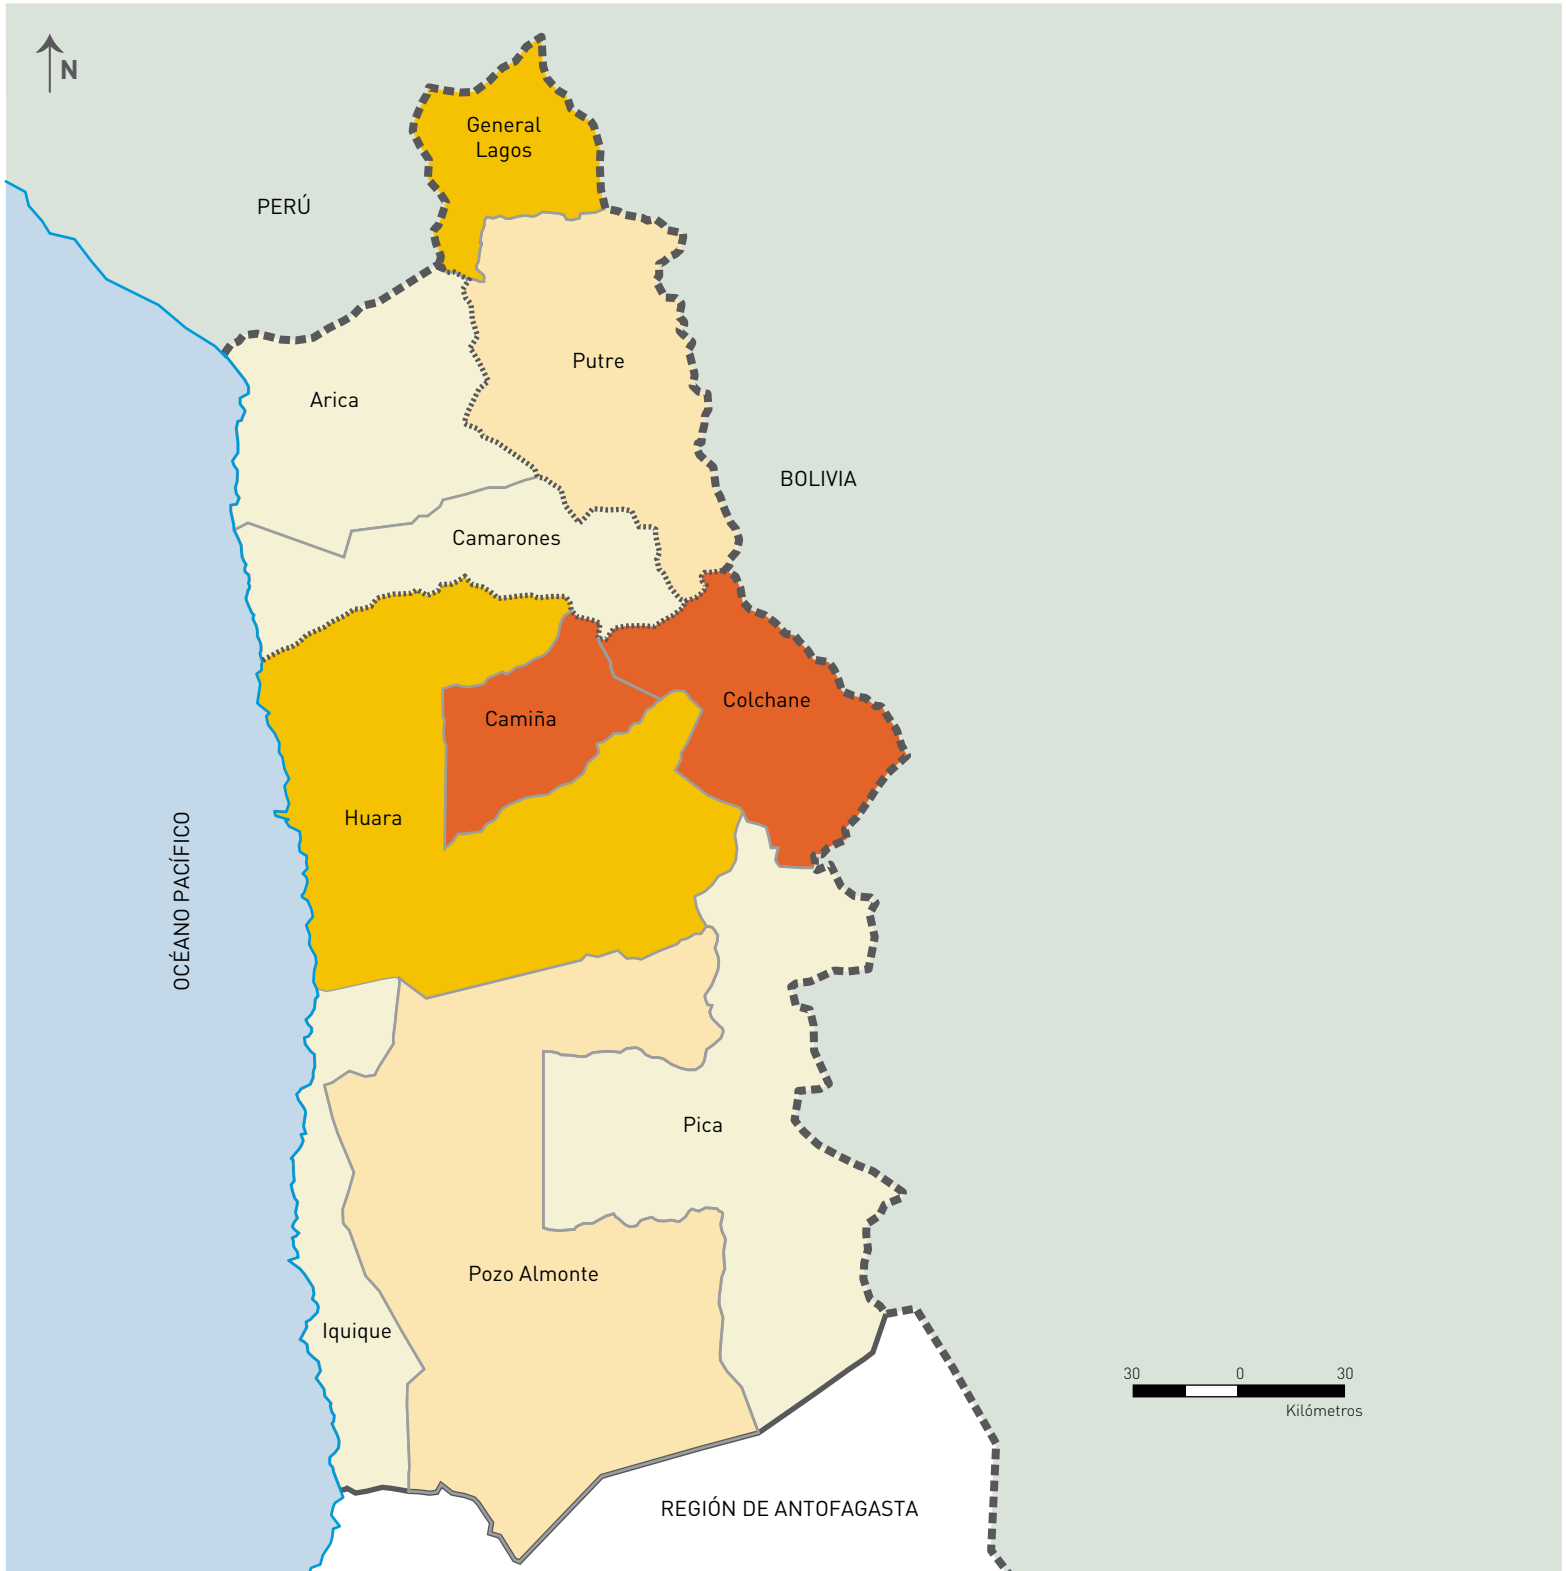 N
General
Lagos
PERÚ
Putre
Arica
BOLIVIA
Camarones
Colchane
Camiña
Huara
OCÉANO PACÍFICO
Pica
Pozo Almonte
Iquique
30 0 30
Kilómetros
REGIÓN DE ANTOFAGASTA